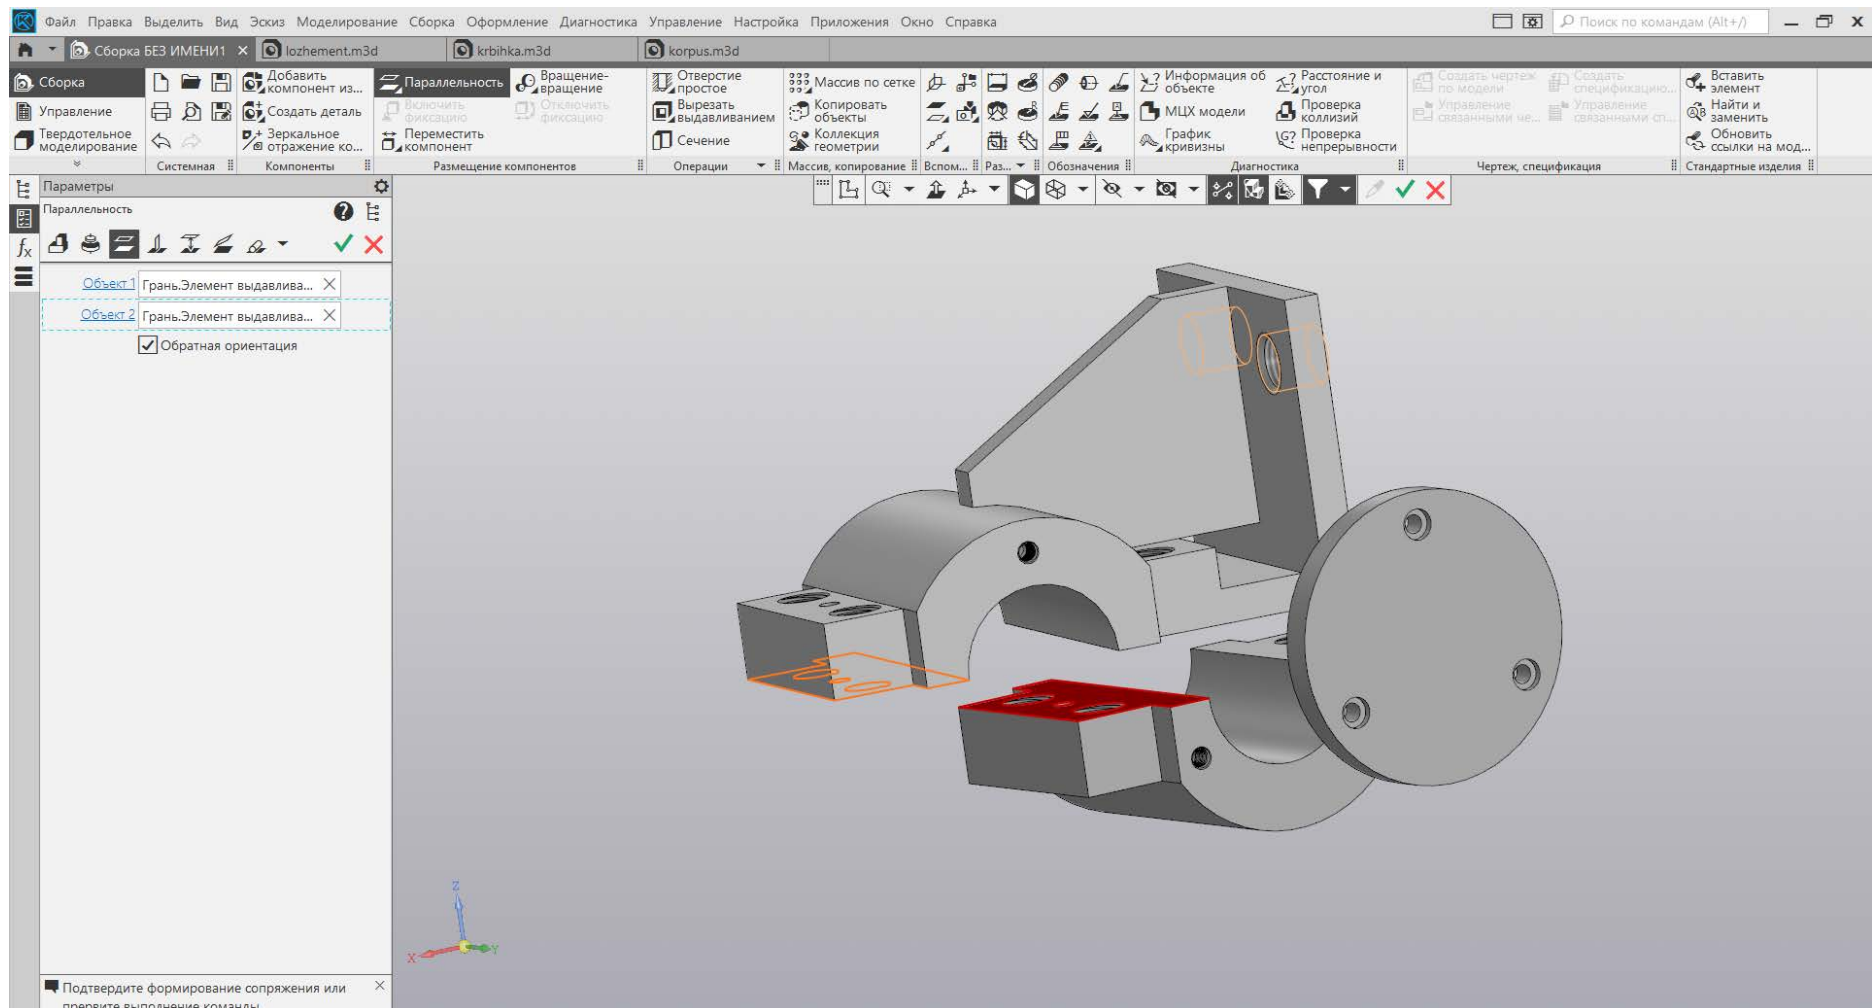 Файл Правка Выделить Вид Эскиз Моделирование Сборка Оформление Диагностика Управление Настройка Приложения Окно Справка
Поиск по командам (Alt+/)
Сборка БЕЗ ИМЕНИ1
lozhement.m3d
krbihka.m3d
korpus.m3d
Сборка
Управление
Твердотельное
моделирование
Системная
Добавить
компонент из...
Создать деталь
Зеркальное
отражение ко...
Компоненты
Параллельность
Вращение-
вращение
Включить
фиксацию
Отключить
фиксацию
Переместить
компонент
Размещение компонентов
Отверстие
простое
Вырезать
выдавливанием
Сечение
Операции
Массив по сетке
Копировать
объекты
Коллекция
геометрии
Массив, копирование
Вспом...
Раз...
Обозначения
Информация об
объекте
МЦХ модели
График
кривизны
Расстояние и
угол
Проверка
коллизий
Проверка
непрерывности
Диагностика
Создать чертеж
по модели
Управление
связанными че...
Создать
спецификацию...
Управление
связанными сп...
Чертеж, спецификация
Вставить
элемент
Найти и
заменить
Обновить
ссылки на мод...
Стандартные изделия
Параметры
Параллельность
Объект 1 Грань.Элемент выдавлива...
Объект 2 Грань.Элемент выдавлива...
Обратная ориентация
Z
X
Y
Подтвердите формирование сопряжения или
прервите выполнение команды